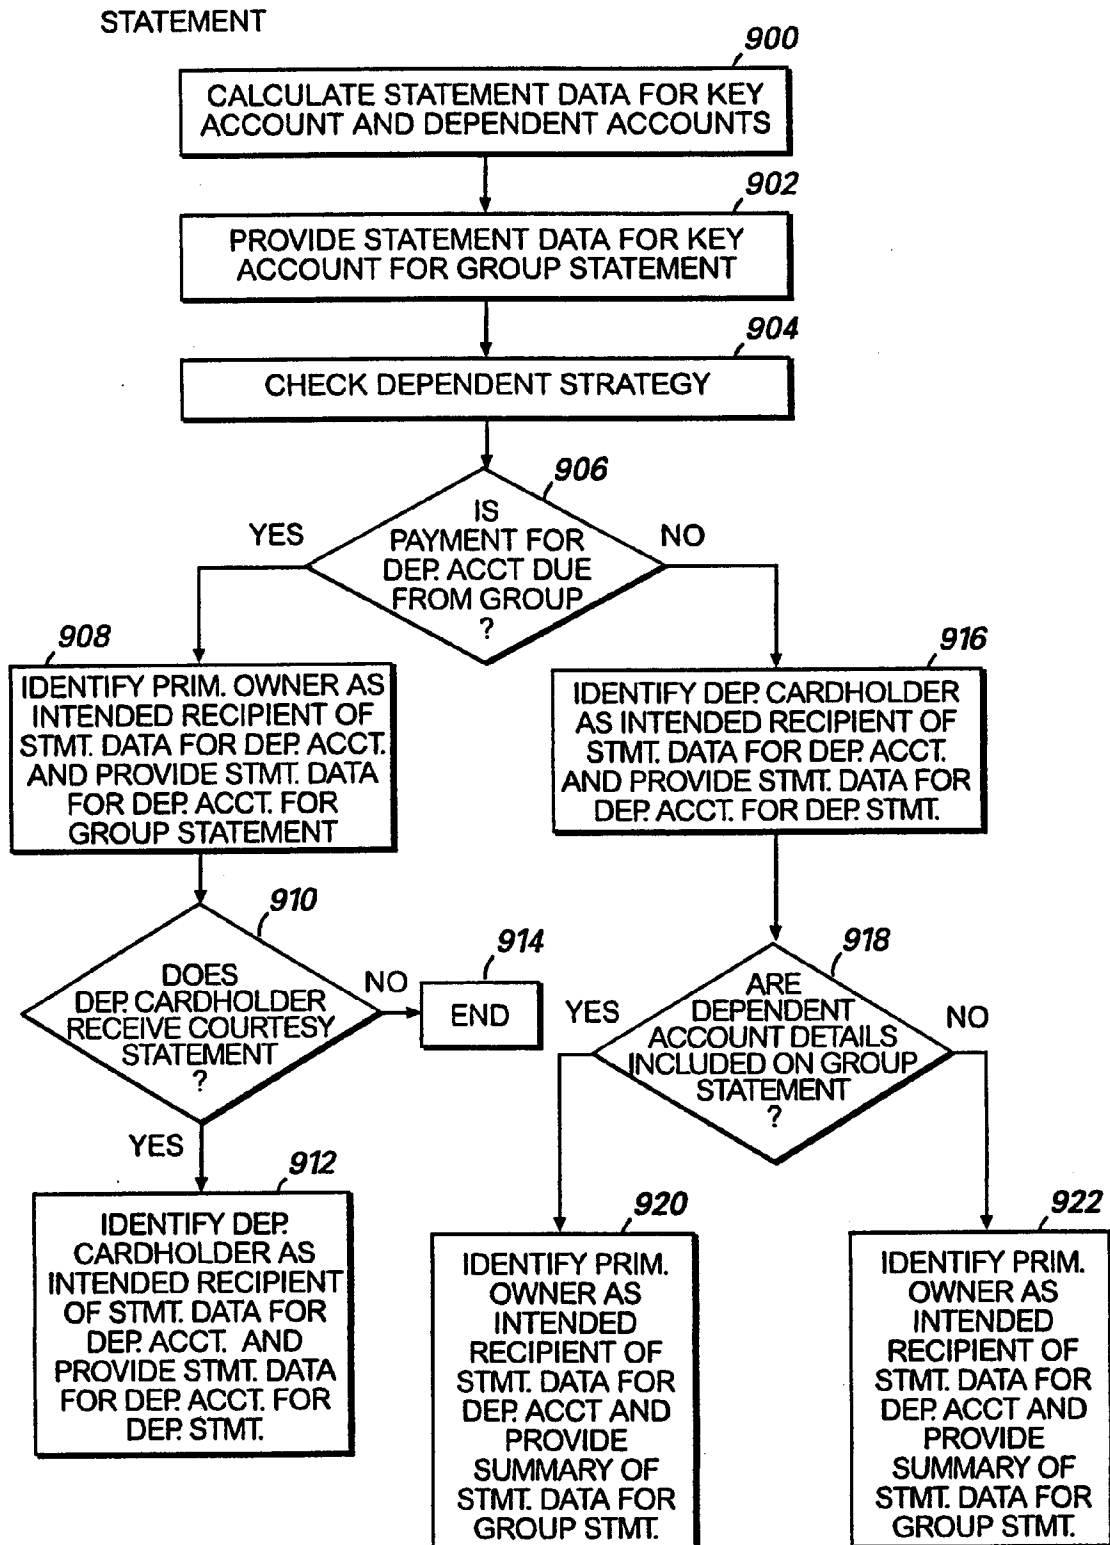 STATEMENT
900
CALCULATE STATEMENT DATA FOR KEY
ACCOUNT AND DEPENDENT ACCOUNTS
902
PROVIDE STATEMENT DATA FOR KEY
ACCOUNT FOR GROUP STATEMENT
904
CHECK DEPENDENT STRATEGY
906
IS
PAYMENT FOR
DEP. ACCT DUE
FROM GROUP
?
YES
NO
908
IDENTIFY PRIM. OWNER AS
INTENDED RECIPIENT OF
STMT. DATA FOR DEP. ACCT.
AND PROVIDE STMT. DATA
FOR DEP. ACCT. FOR
GROUP STATEMENT
916
IDENTIFY DEP. CARDHOLDER
AS INTENDED RECIPIENT OF
STMT. DATA FOR DEP. ACCT.
AND PROVIDE STMT. DATA FOR
DEP. ACCT. FOR DEP. STMT.
910
DOES
DEP. CARDHOLDER
RECEIVE COURTESY
STATEMENT
?
NO
914
END
YES
912
IDENTIFY DEP.
CARDHOLDER AS
INTENDED RECIPIENT
OF STMT. DATA FOR
DEP. ACCT. AND
PROVIDE STMT. DATA
FOR DEP. ACCT. FOR
DEP. STMT.
918
ARE
DEPENDENT
ACCOUNT DETAILS
INCLUDED ON GROUP
STATEMENT
?
YES
NO
920
IDENTIFY PRIM.
OWNER AS
INTENDED
RECIPIENT OF
STMT. DATA FOR
DEP. ACCT AND
PROVIDE
SUMMARY OF
STMT. DATA FOR
GROUP STMT.
922
IDENTIFY PRIM.
OWNER AS
INTENDED
RECIPIENT OF
STMT. DATA FOR
DEP. ACCT AND
PROVIDE
SUMMARY OF
STMT. DATA FOR
GROUP STMT.